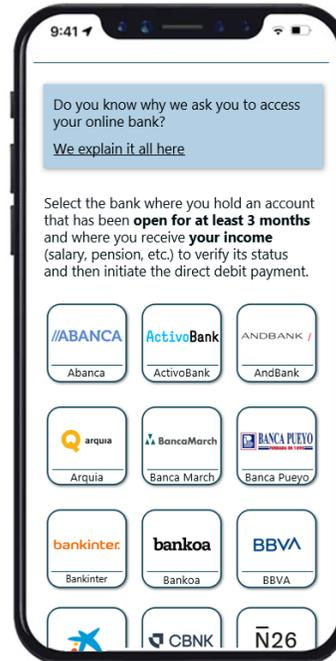 9:41
Do you know why we ask you to access
your online bank?
We explain it all here
Select the bank where you hold an account
that has been open for at least 3 months
and where you receive your income
(salary, pension, etc.) to verify its status
and then initiate the direct debit payment.
//ABANCA ActivoBank ANDBANK /
Abanca ActivoBank AndBank
arquia BancaMarch BANCA PUEYO
Arquia Banca March Banca Pueyo
bankinter. bankoa BBVA
Bankinter Bankoa BBVA
CBNK N26